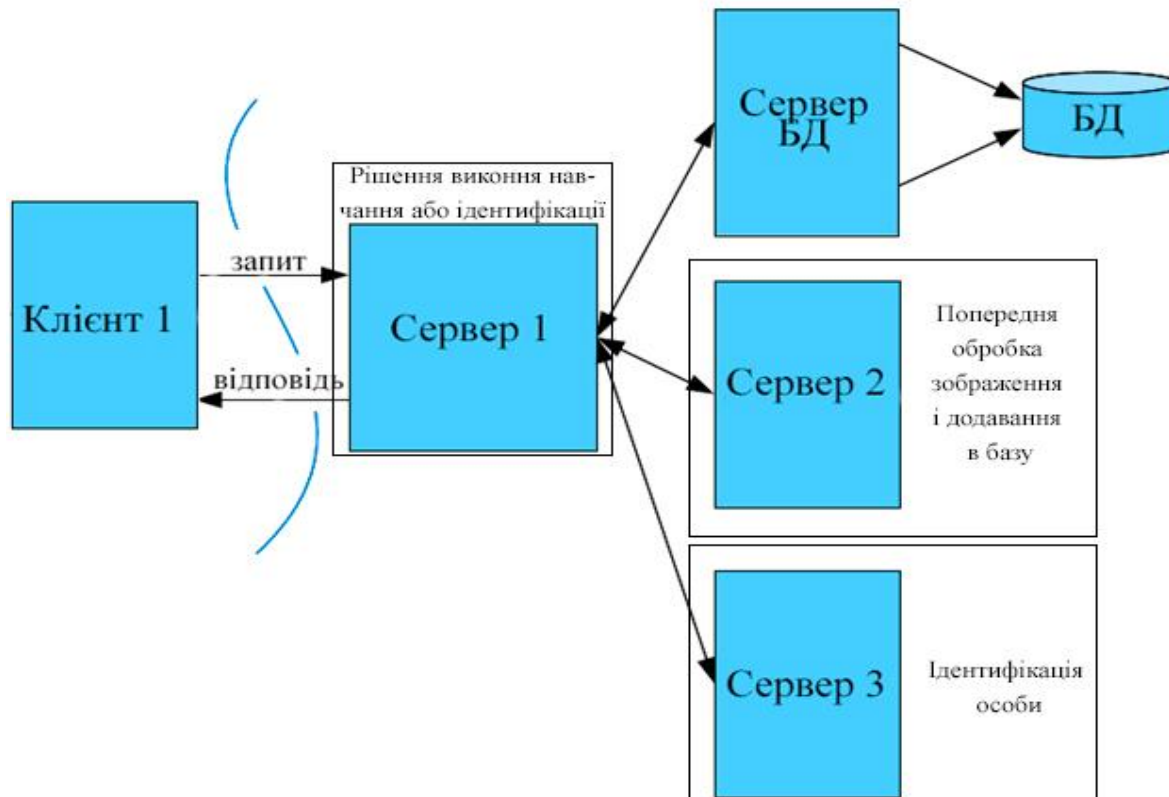 Клієнт 1
запит
відповідь
Рішення виконня нав-
чання або ідентифікації
Сервер 1
Сервер
БД
БД
Сервер 2
Попередня
обробка
зображення
і додавання
в базу
Сервер 3
Ідентифікація
особи